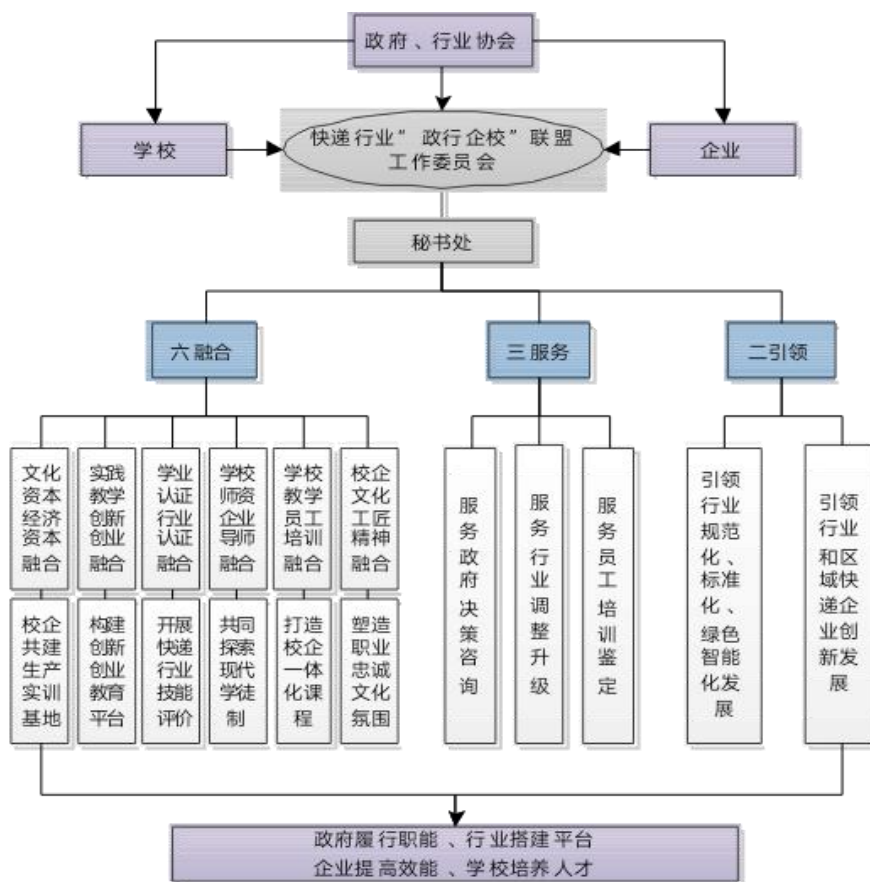 政府、行业协会
学校
快递行业”政行企校”联盟
工作委员会
企业
秘书处
六融合
三服务
二引领
文化
资本
经济
资本
融合
实践
教学
创新
创业
融合
学业
认证
行业
认证
融合
学校
师资
企业
导师
融合
学校
教学
员工
培训
融合
校企
文化
工匠
精神
融合
校企
共建
生产
实训
基地
构建
创新
创业
教育
平台
开展
快递
行业
技能
评价
共同
探索
现代
学徒
制
打造
校企
一体
化课
程
塑造
职业
忠诚
文化
氛围
服务政府决策咨询
服务行业调整升级
服务员工培训鉴定
引领
行业
规范
化、
标准
化、
绿色
智能
化发
展
引领
行业
和区
域快
递企
业创
新发
展
政府履行职能、行业搭建平台
企业提高效能、学校培养人才